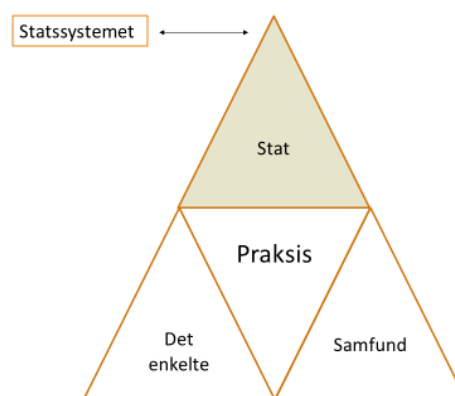 Statssystemet
Stat
Praksis
Det
enkelte
Samfund